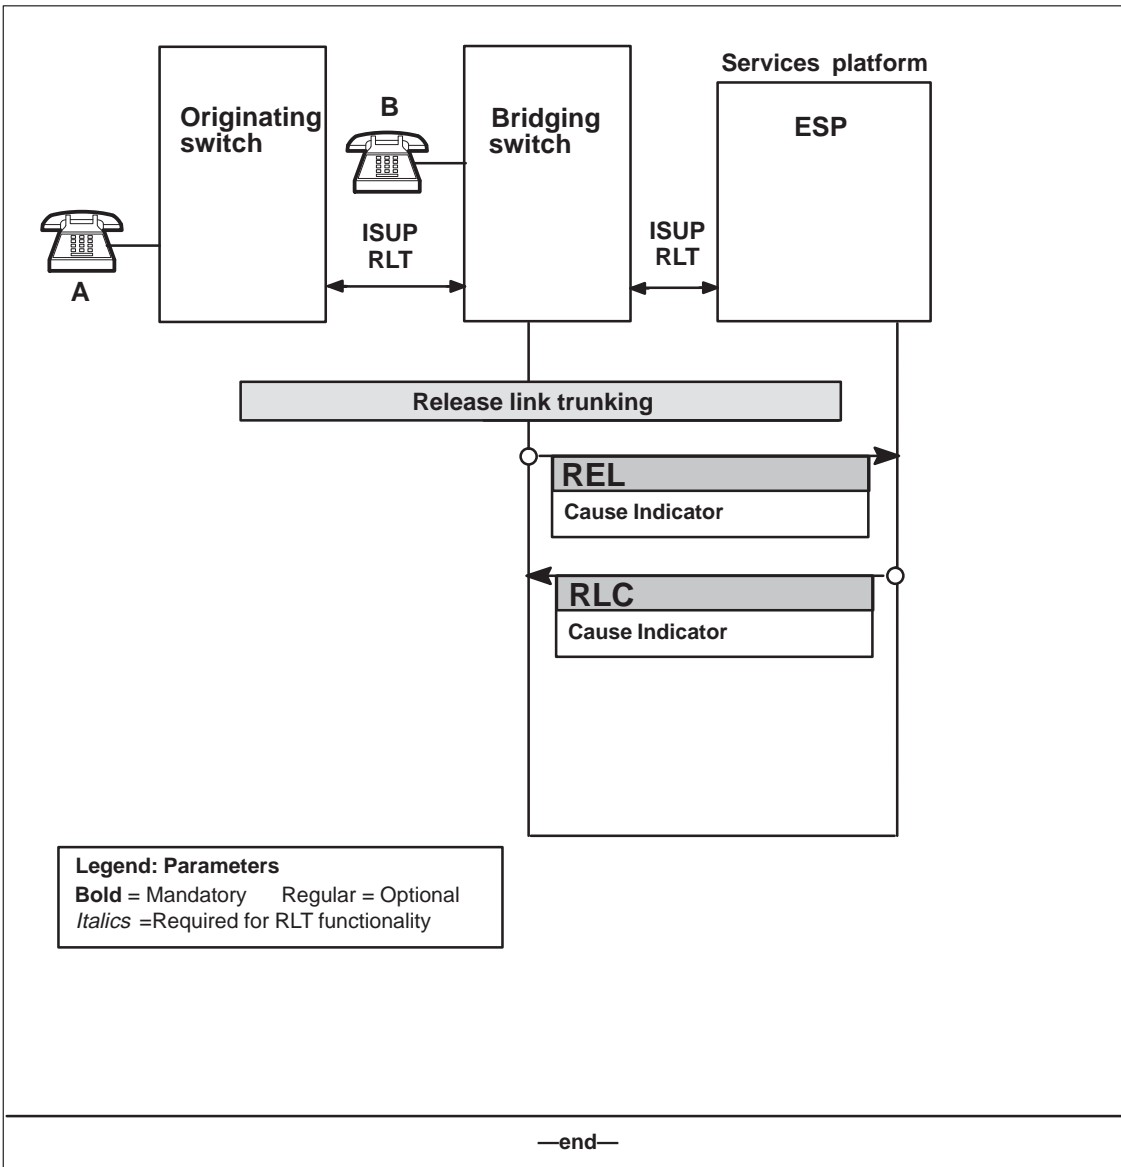 Services platform
Originating
switch
B
Bridging
switch
ESP
ISUP
RLT
ISUP
RLT
A
Release link trunking
REL
Cause Indicator
RLC
Cause Indicator
Legend: Parameters
Bold = Mandatory Regular = Optional
Italics =Required for RLT functionality
—end—